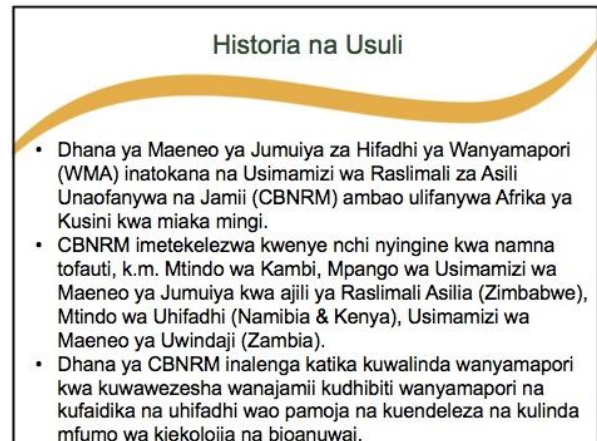 Historia na Usuli
• Dhana ya Maeneo ya Jumuiya za Hifadhi ya Wanyamapori
(WMA) inatokana na Usimamizi wa Raslimali za Asili
Unaofanywa na Jamii (CBNRM) ambao ulifanywa Afrika ya
Kusini kwa miaka mingi.
• CBNRM imetekelezwa kwenye nchi nyingine kwa namna
tofauti, k.m. Mtindo wa Kambi, Mpango wa Usimamizi wa
Maeneo ya Jumuiya kwa ajili ya Raslimali Asilia (Zimbabwe),
Mtindo wa Uhifadhi (Namibia & Kenya), Usimamizi wa
Maeneo ya Uwindaji (Zambia).
• Dhana ya CBNRM inalenga katika kuwalinda wanyamapori
kwa kuwawezesha wanajamii kudhibiti wanyamapori na
kufaidika na uhifadhi wao pamoja na kuendeleza na kulinda
mfumo wa kiekolojia na bioanuwai.